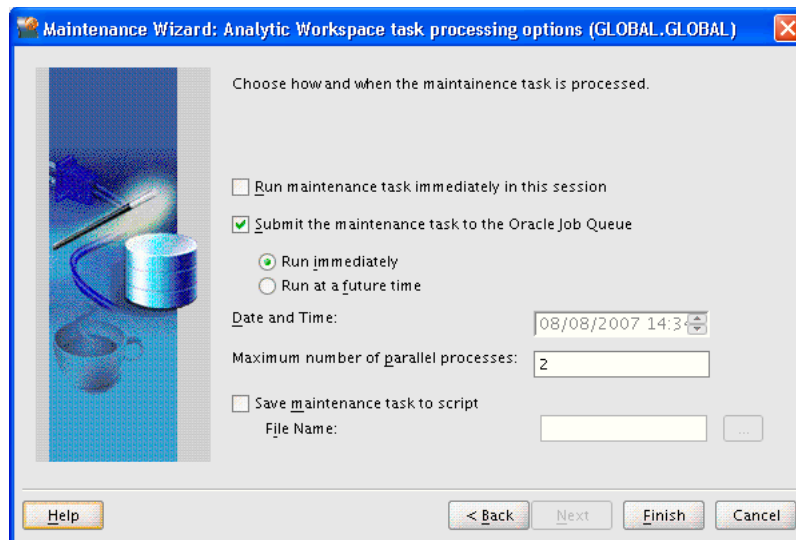 Maintenance Wizard: Analytic Workspace task processing options (GLOBAL.GLOBAL)
Choose how and when the maintainence task is processed.
Run maintenance task immediately in this session
Submit the maintenance task to the Oracle Job Queue
Run immediately
Run at a future time
Date and Time: 08/08/2007 14:34
Maximum number of parallel processes: 2
Save maintenance task to script
File Name: ...
Help < Back Next Finish Cancel